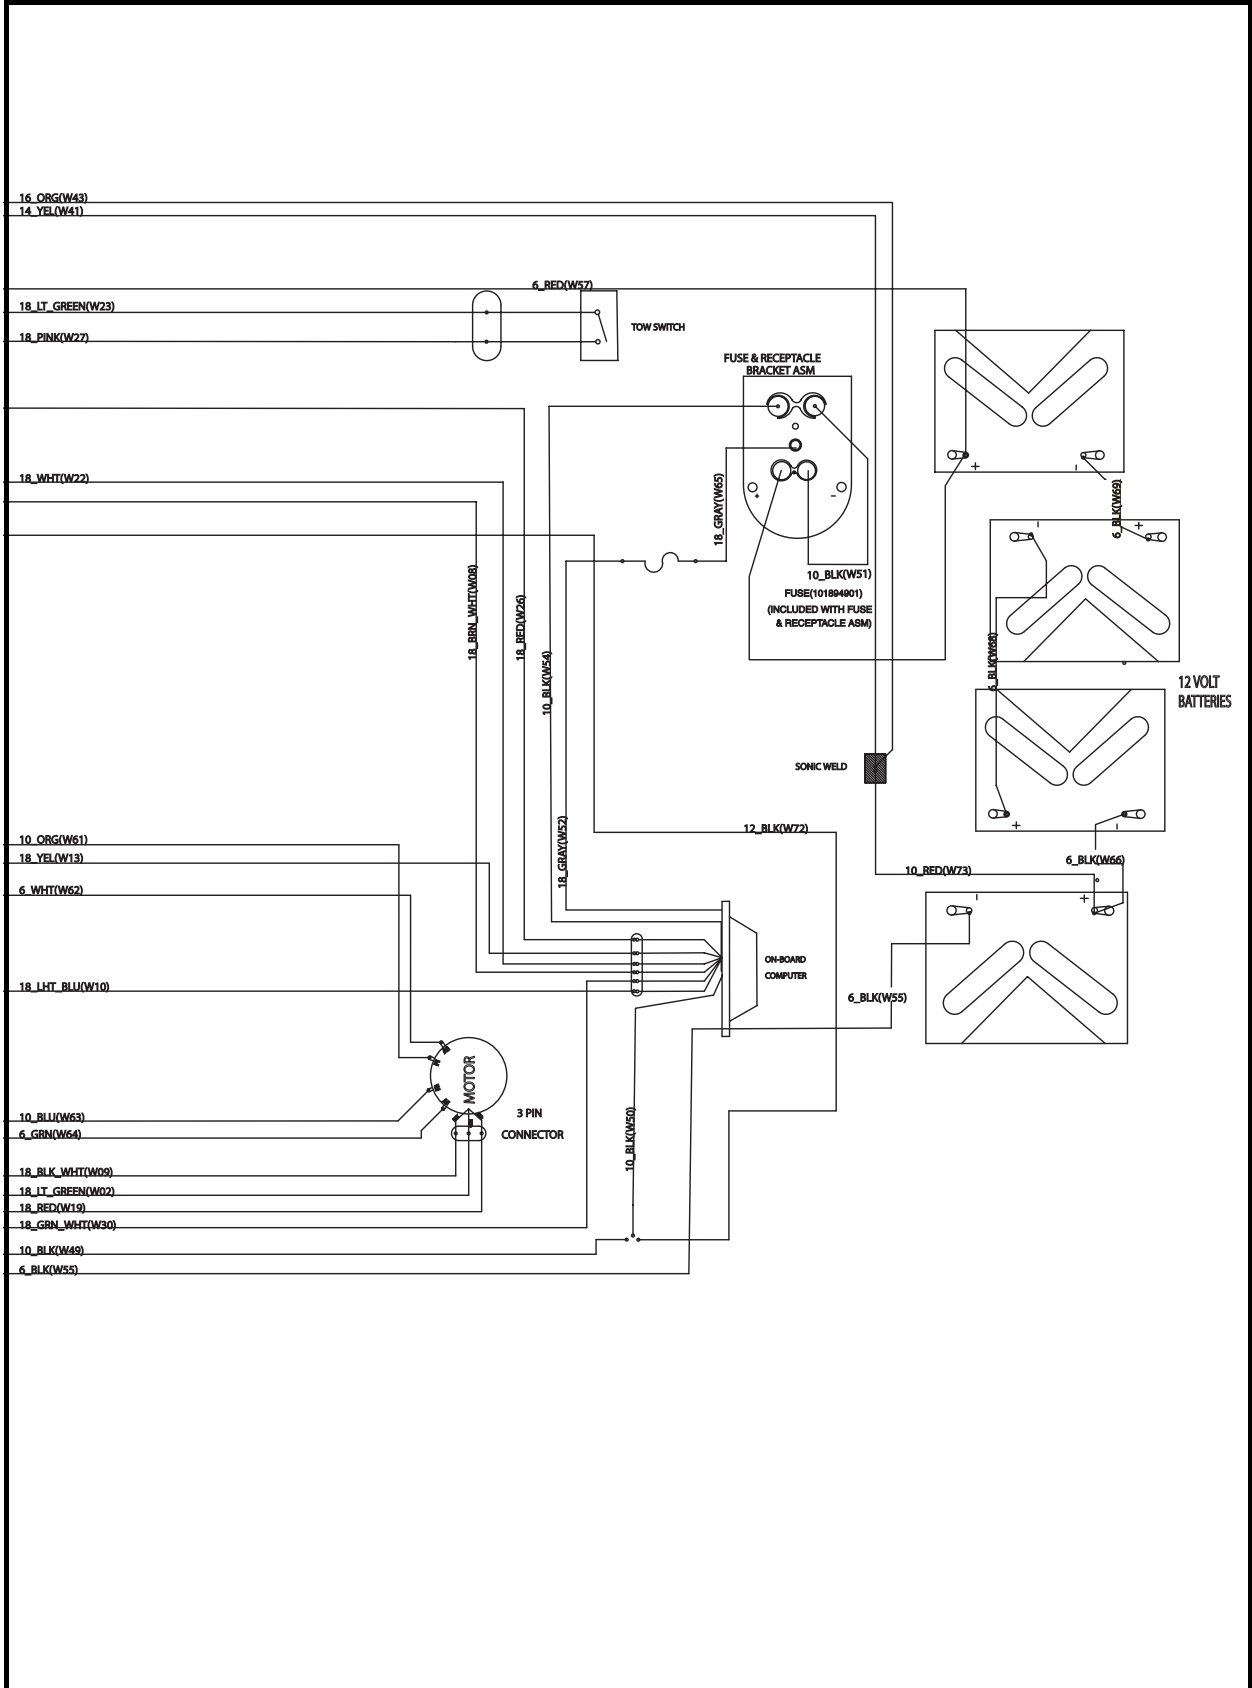 16_ORG(W43)
14_YEL(W41)
6_RED(W57)
18_LT_GREEN(W23)
TOW SWITCH
18_PINK(W27)
FUSE & RECEPTACLE
BRACKET ASM
+
−
18_WHT(W22)
18_GRAY(W65)
+
−
6_BLK(W69)
−
+
10_BLK(W51)
FUSE(101894901)
(INCLUDED WITH FUSE
& RECEPTACLE ASM)
18_BRN_WHT(W08)
18_RED(W26)
10_BLK(W54)
6_BLK(W68)
12 VOLT
BATTERIES
SONIC WELD
+
−
10_ORG(W61)
18_YEL(W13)
6_WHT(W62)
18_GRAY(W52)
12_BLK(W72)
6_BLK(W66)
10_RED(W73)
−
+
ON-BOARD
COMPUTER
18_LHT_BLU(W10)
6_BLK(W55)
MOTOR
10_BLU(W63)
6_GRN(W64)
3 PIN
CONNECTOR
10_BLK(W50)
18_BLK_WHT(W09)
18_LT_GREEN(W02)
18_RED(W19)
18_GRN_WHT(W30)
10_BLK(W49)
6_BLK(W55)